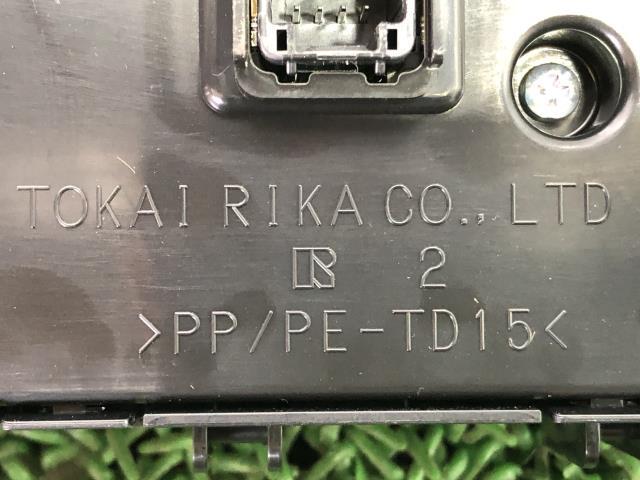 TOKAI RIKA CO., LTD
R 2
>PP/PE-TD15<